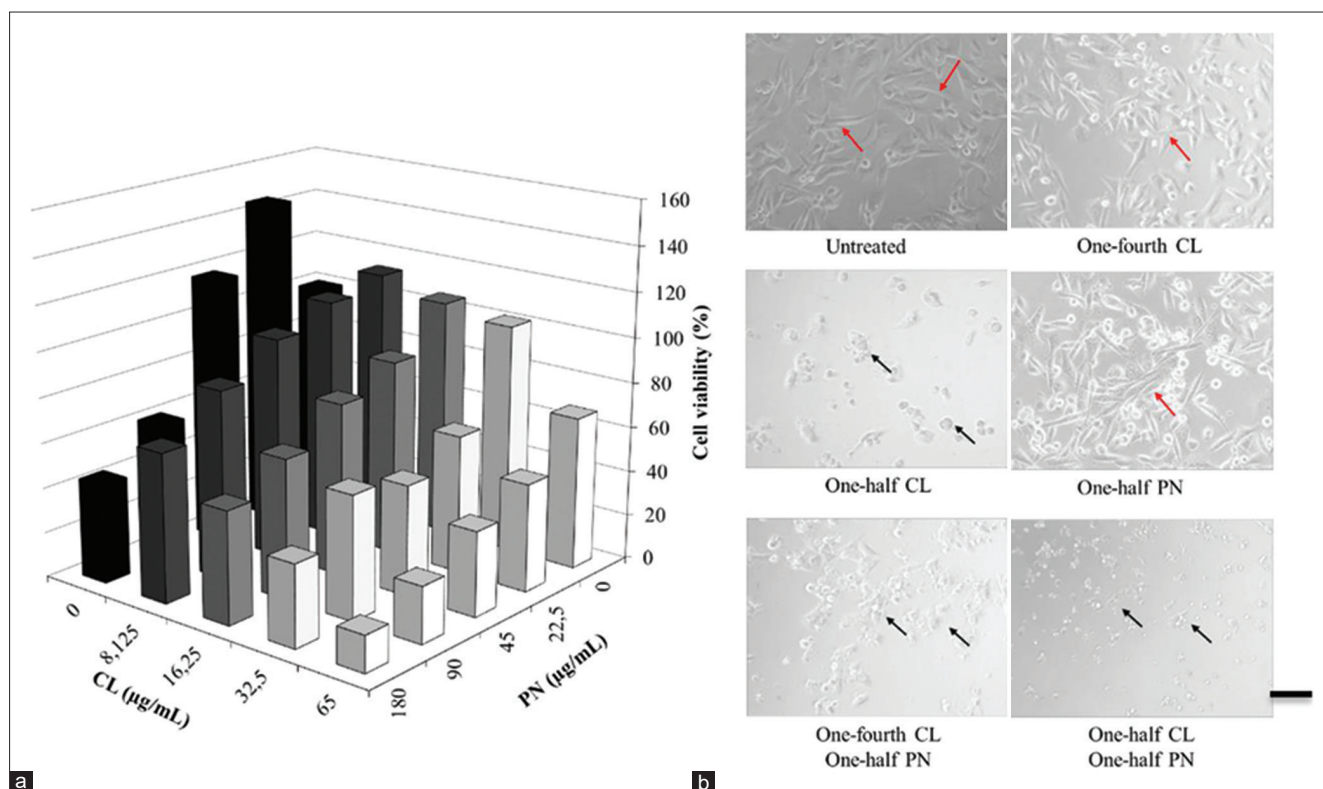 160
140
120
100
80
60
40
20
0
Cell viability (%)
0
8,125
16,25
32,5
65
CL (µg/mL)
180
90
45
22,5
0
PN (µg/mL)
a
Untreated
One-fourth CL
One-half CL
One-half PN
One-fourth CL
One-half PN
One-half CL
One-half PN
b